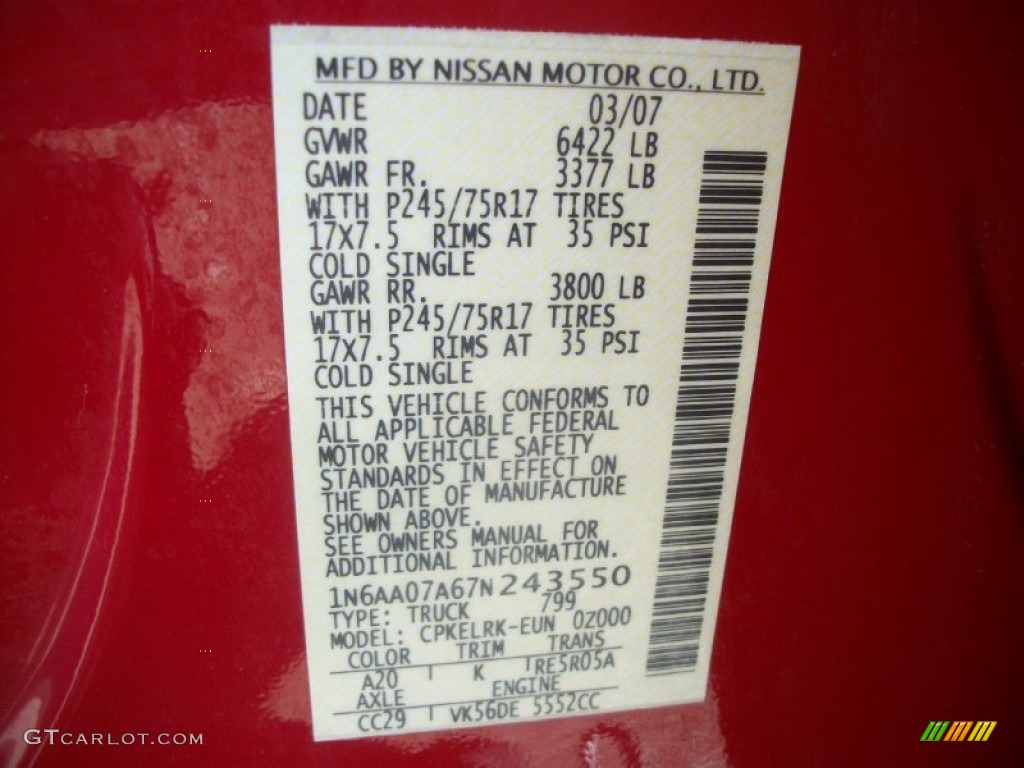 MFD BY NISSAN MOTOR CO., LTD.
DATE 03/07
GVWR 6422 LB
GAWR FR. 3377 LB
WITH P245/75R17 TIRES
17X7.5 RIMS AT 35 PSI
COLD SINGLE
GAWR RR. 3800 LB
WITH P245/75R17 TIRES
17X7.5 RIMS AT 35 PSI
COLD SINGLE
THIS VEHICLE CONFORMS TO
ALL APPLICABLE FEDERAL
MOTOR VEHICLE SAFETY
STANDARDS IN EFFECT ON
THE DATE OF MANUFACTURE
SHOWN ABOVE.
SEE OWNERS MANUAL FOR
ADDITIONAL INFORMATION.
1N6AA07A67N243550
TYPE: TRUCK 799
MODEL: CPKELRK-EUN 0Z000
COLOR TRIM TRANS
A20 K RE5R05A
AXLE ENGINE
CC29 VK56DE 5552CC
GTCARLOT.COM